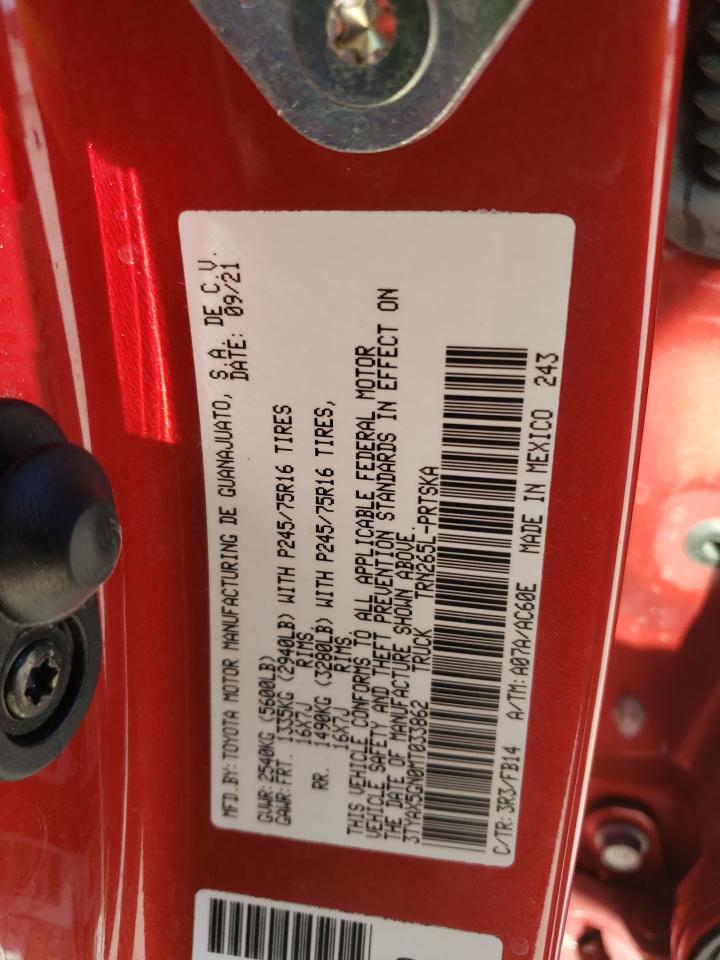 MFD. BY: TOYOTA MOTOR MANUFACTURING DE GUANAJUATO, S.A. DE C.V.
DATE: 09/21
GVWR: 2540KG (5600LB)
GAWR: FRT. 1335KG (2940LB) WITH P245/75R16 TIRES
16X7J RIMS,
RR. 1490KG (3280LB) WITH P245/75R16 TIRES,
16X7J RIMS.
THIS VEHICLE CONFORMS TO ALL APPLICABLE FEDERAL MOTOR
VEHICLE SAFETY AND THEFT PREVENTION STANDARDS IN EFFECT ON
THE DATE OF MANUFACTURE SHOWN ABOVE.
3TYAX5GN0MT033862 TRUCK TRN265L-PRTSKA
C/TR: 3R3/FB14 A/TM: A07A/AC60E MADE IN MEXICO 243